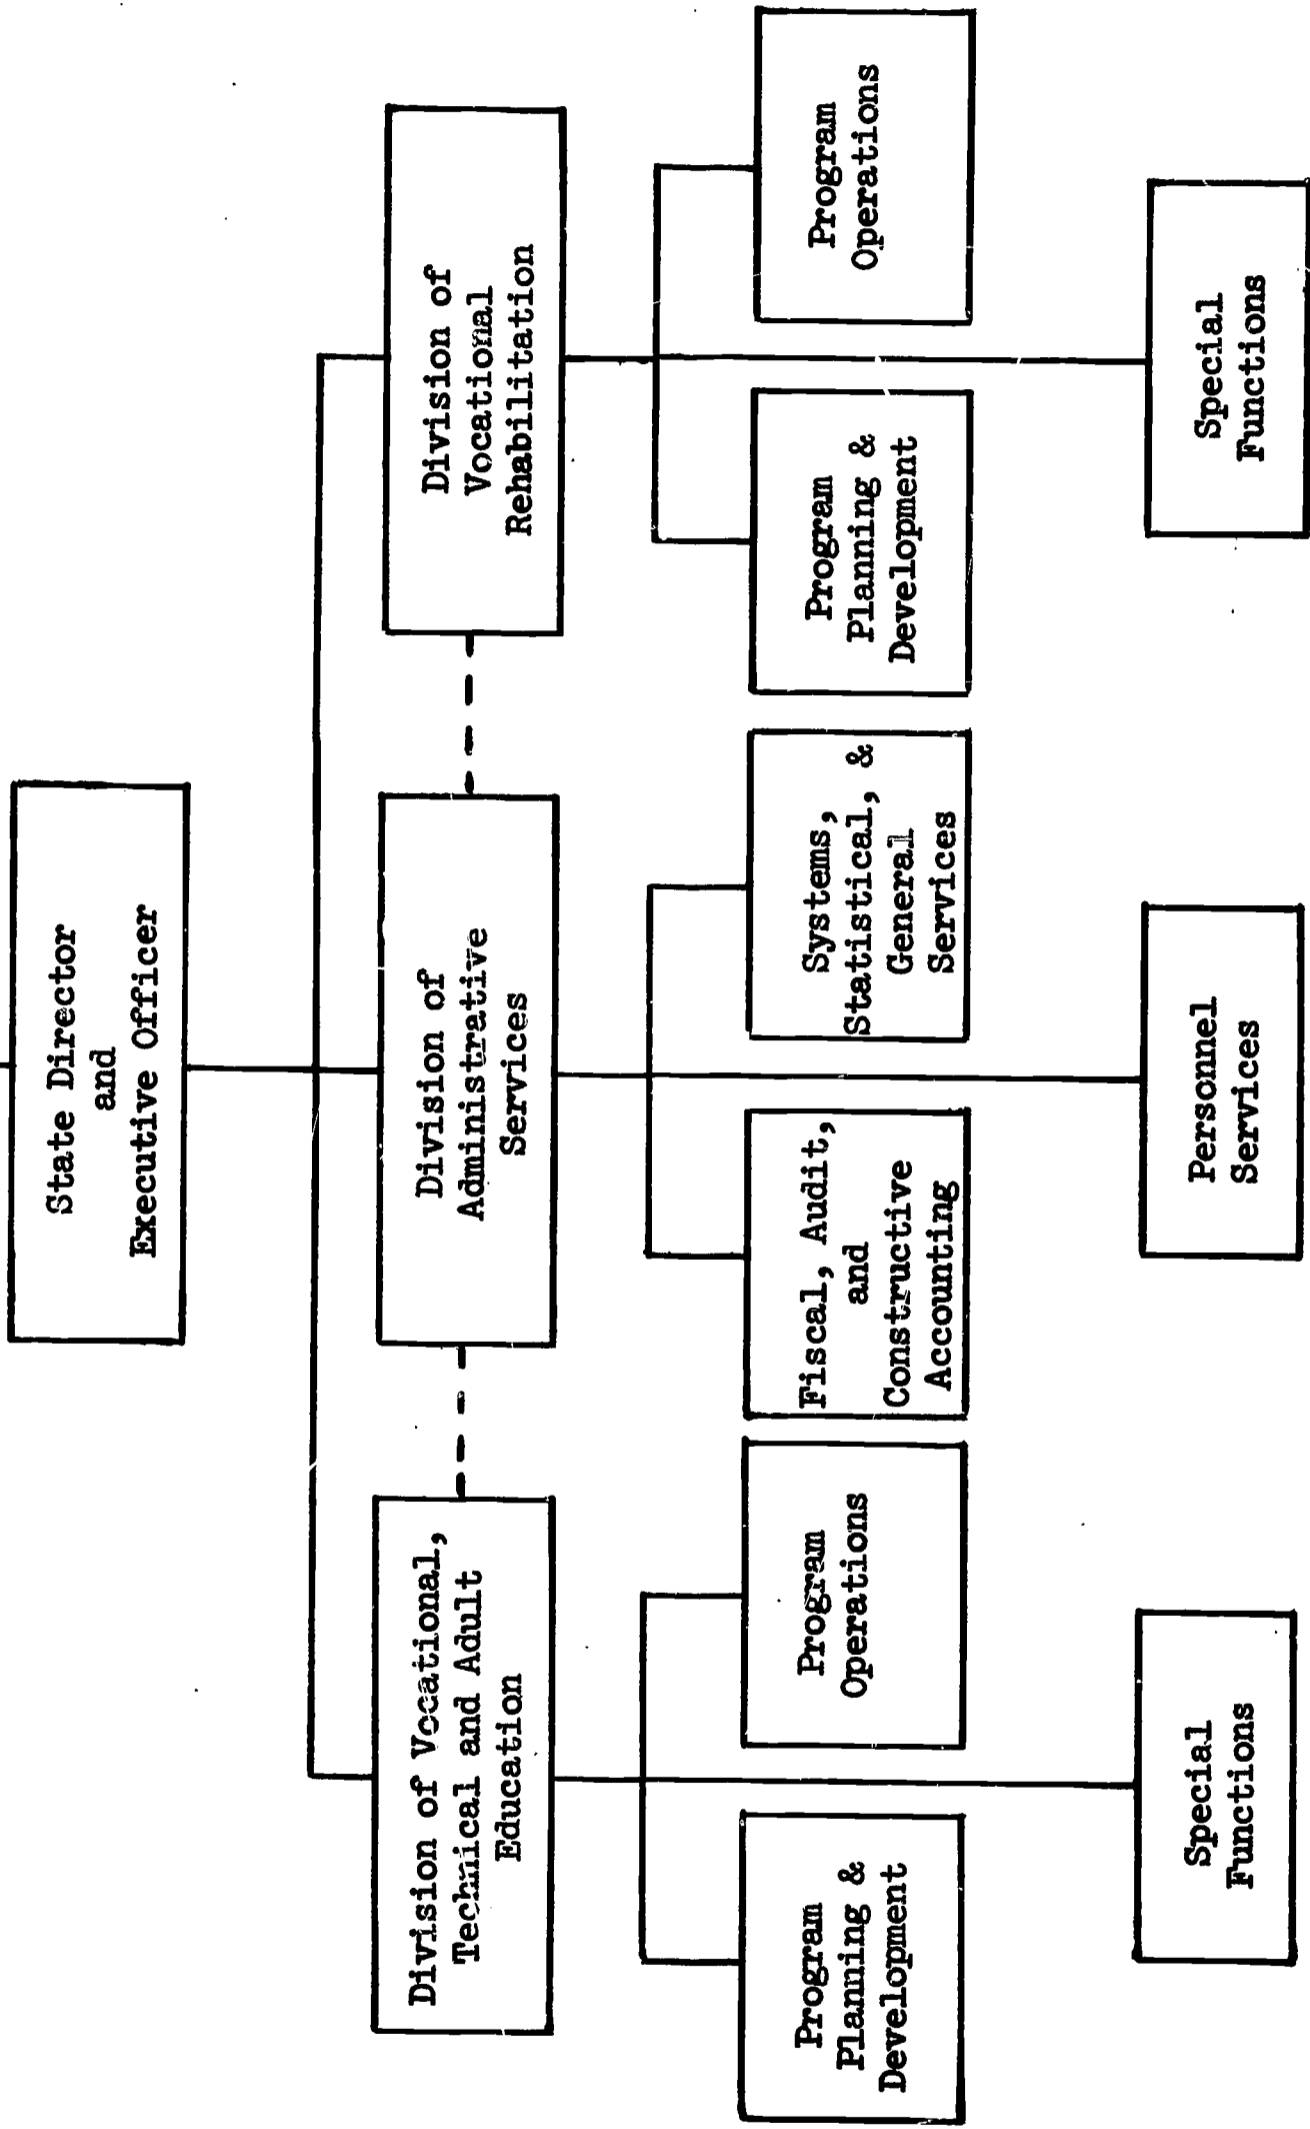 State Director
and
Executive Officer
Division of Vocational,
Technical and Adult
Education
Division of
Administrative
Services
Division of
Vocational
Rehabilitation
Program
Planning &
Development
Program
Operations
Fiscal, Audit,
and
Constructive
Accounting
Systems,
Statistical, &
General
Services
Program
Planning &
Development
Program
Operations
Special
Functions
Personnel
Services
Special
Functions